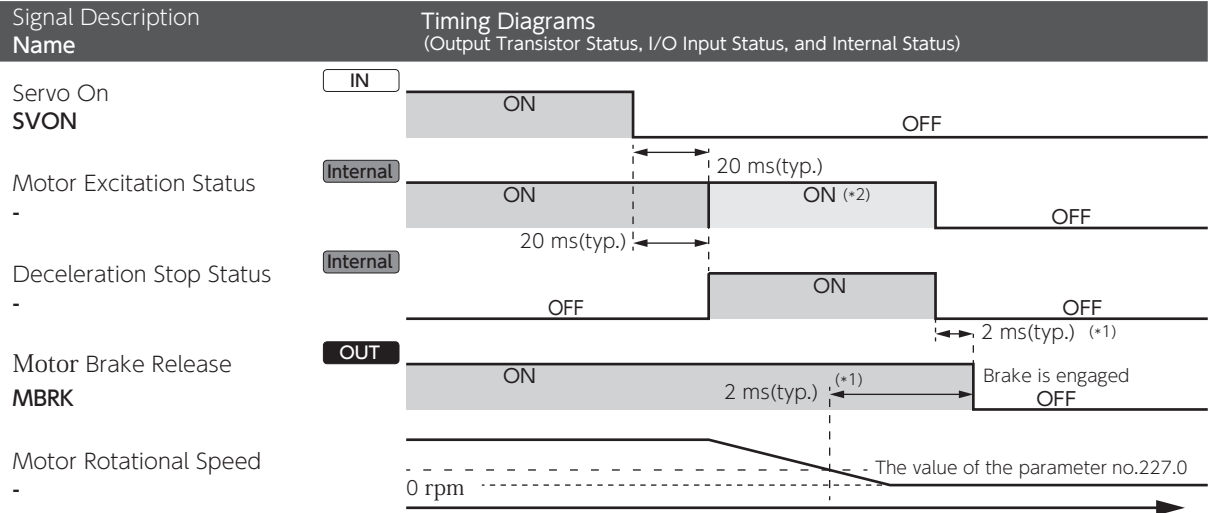 Signal Description
Name
Timing Diagrams
(Output Transistor Status, I/O Input Status, and Internal Status)
Servo On
SVON
IN
ON
OFF
20 ms(typ.)
Motor Excitation Status
-
Internal
ON
ON (*2)
OFF
20 ms(typ.)
Deceleration Stop Status
-
Internal
OFF
ON
OFF
2 ms(typ.) (*1)
Motor Brake Release
MBRK
OUT
ON
2 ms(typ.) (*1)
Brake is engaged
OFF
Motor Rotational Speed
-
The value of the parameter no.227.0
0 rpm